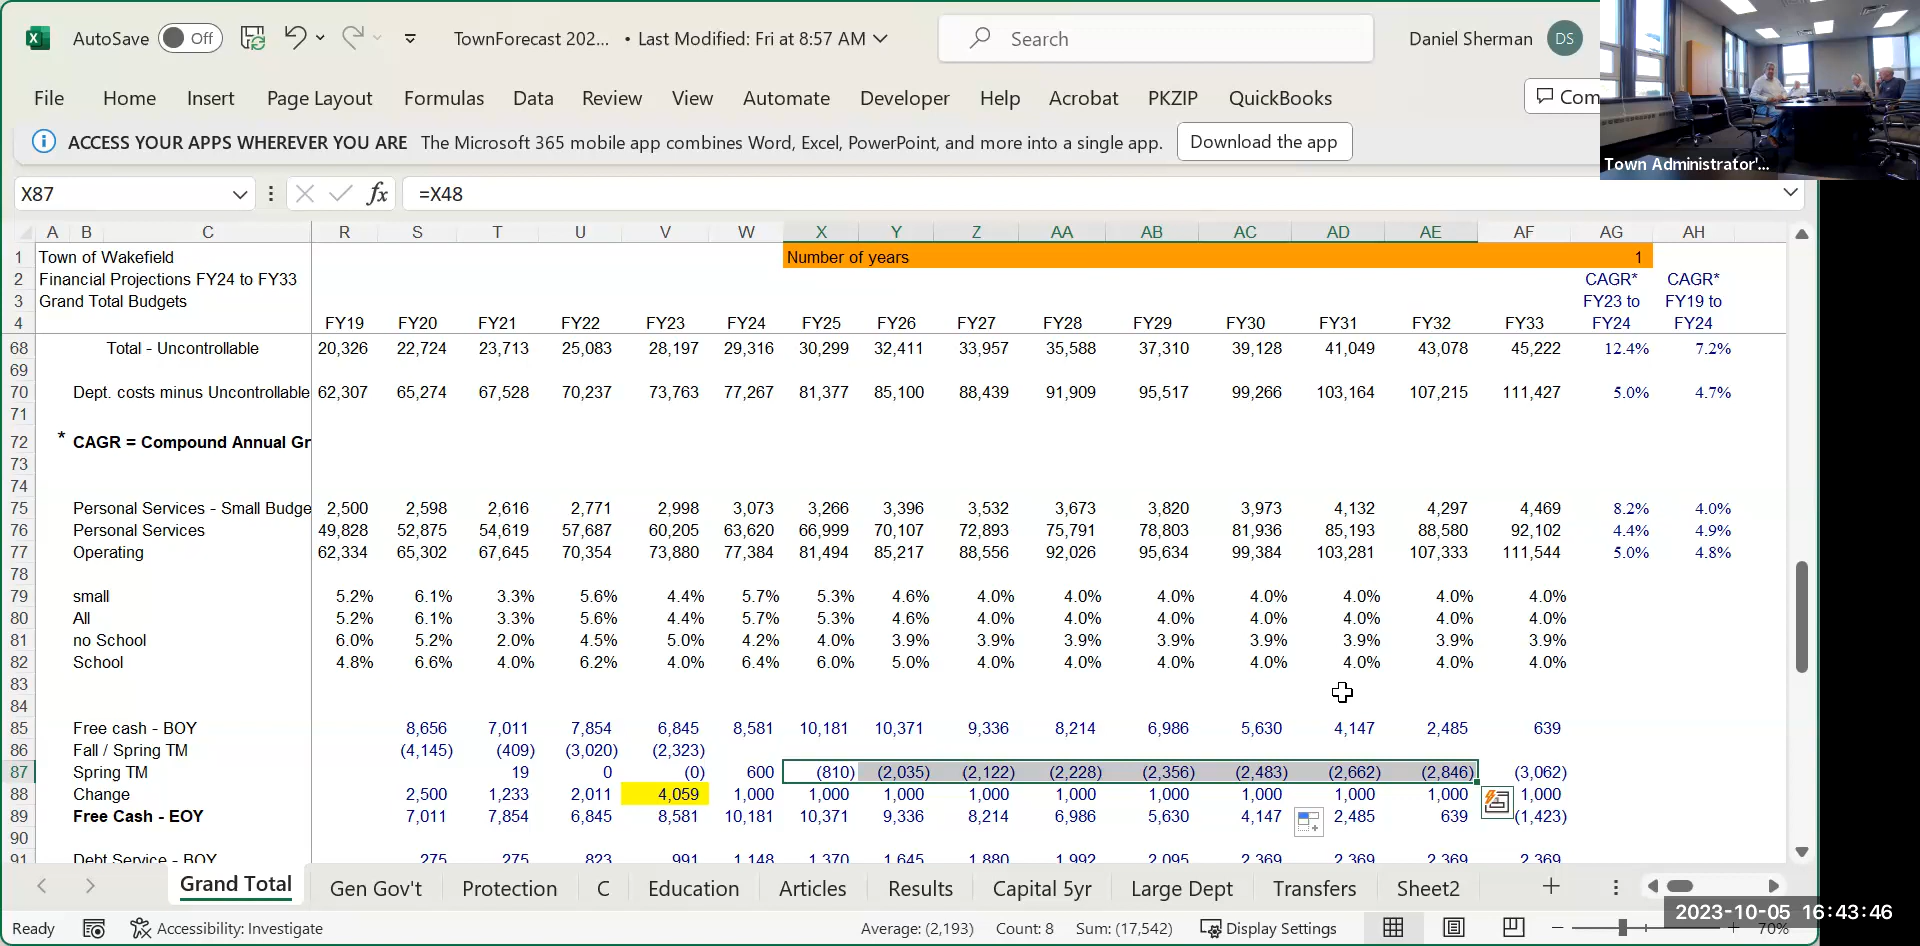 AutoSave Off TownForecast 202... • Last Modified: Fri at 8:57 AM Search Daniel Sherman DS
File Home Insert Page Layout Formulas Data Review View Automate Developer Help Acrobat PKZIP QuickBooks Com
ACCESS YOUR APPS WHEREVER YOU ARE The Microsoft 365 mobile app combines Word, Excel, PowerPoint, and more into a single app. Download the app
Town Administrator'...
X87 fx =X48
A B C R S T U V W X Y Z AA AB AC AD AE AF AG AH
1 Town of Wakefield Number of years 1
2 Financial Projections FY24 to FY33 CAGR* CAGR*
3 Grand Total Budgets FY23 to FY19 to
4 FY19 FY20 FY21 FY22 FY23 FY24 FY25 FY26 FY27 FY28 FY29 FY30 FY31 FY32 FY33 FY24 FY24
68 Total - Uncontrollable 20,326 22,724 23,713 25,083 28,197 29,316 30,299 32,411 33,957 35,588 37,310 39,128 41,049 43,078 45,222 12.4% 7.2%
69
70 Dept. costs minus Uncontrollable 62,307 65,274 67,528 70,237 73,763 77,267 81,377 85,100 88,439 91,909 95,517 99,266 103,164 107,215 111,427 5.0% 4.7%
71
72 * CAGR = Compound Annual Gr
73
74
75 Personal Services - Small Budge 2,500 2,598 2,616 2,771 2,998 3,073 3,266 3,396 3,532 3,673 3,820 3,973 4,132 4,297 4,469 8.2% 4.0%
76 Personal Services 49,828 52,875 54,619 57,687 60,205 63,620 66,999 70,107 72,893 75,791 78,803 81,936 85,193 88,580 92,102 4.4% 4.9%
77 Operating 62,334 65,302 67,645 70,354 73,880 77,384 81,494 85,217 88,556 92,026 95,634 99,384 103,281 107,333 111,544 5.0% 4.8%
78
79 small 5.2% 6.1% 3.3% 5.6% 4.4% 5.7% 5.3% 4.6% 4.0% 4.0% 4.0% 4.0% 4.0% 4.0% 4.0%
80 All 5.2% 6.1% 3.3% 5.6% 4.4% 5.7% 5.3% 4.6% 4.0% 4.0% 4.0% 4.0% 4.0% 4.0% 4.0%
81 no School 6.0% 5.2% 2.0% 4.5% 5.0% 4.2% 4.0% 3.9% 3.9% 3.9% 3.9% 3.9% 3.9% 3.9% 3.9%
82 School 4.8% 6.6% 4.0% 6.2% 4.0% 6.4% 6.0% 5.0% 4.0% 4.0% 4.0% 4.0% 4.0% 4.0% 4.0%
83
84
85 Free cash - BOY 8,656 7,011 7,854 6,845 8,581 10,181 10,371 9,336 8,214 6,986 5,630 4,147 2,485 639
86 Fall / Spring TM (4,145) (409) (3,020) (2,323)
87 Spring TM 19 0 (0) 600 (810) (2,035) (2,122) (2,228) (2,356) (2,483) (2,662) (2,846) (3,062)
88 Change 2,500 1,233 2,011 4,059 1,000 1,000 1,000 1,000 1,000 1,000 1,000 1,000 1,000 1,000
89 Free Cash - EOY 7,011 7,854 6,845 8,581 10,181 10,371 9,336 8,214 6,986 5,630 4,147 2,485 639 (1,423)
90
91 Debt Service - BOY 275 275 823 991 1,148 1,370 1,645 1,880 1,992 2,095 2,369 2,369 2,369 2,369
Grand Total Gen Gov't Protection C Education Articles Results Capital 5yr Large Dept Transfers Sheet2
2023-10-05 16:43:46
Ready Accessibility: Investigate Average: (2,193) Count: 8 Sum: (17,542) Display Settings 70%